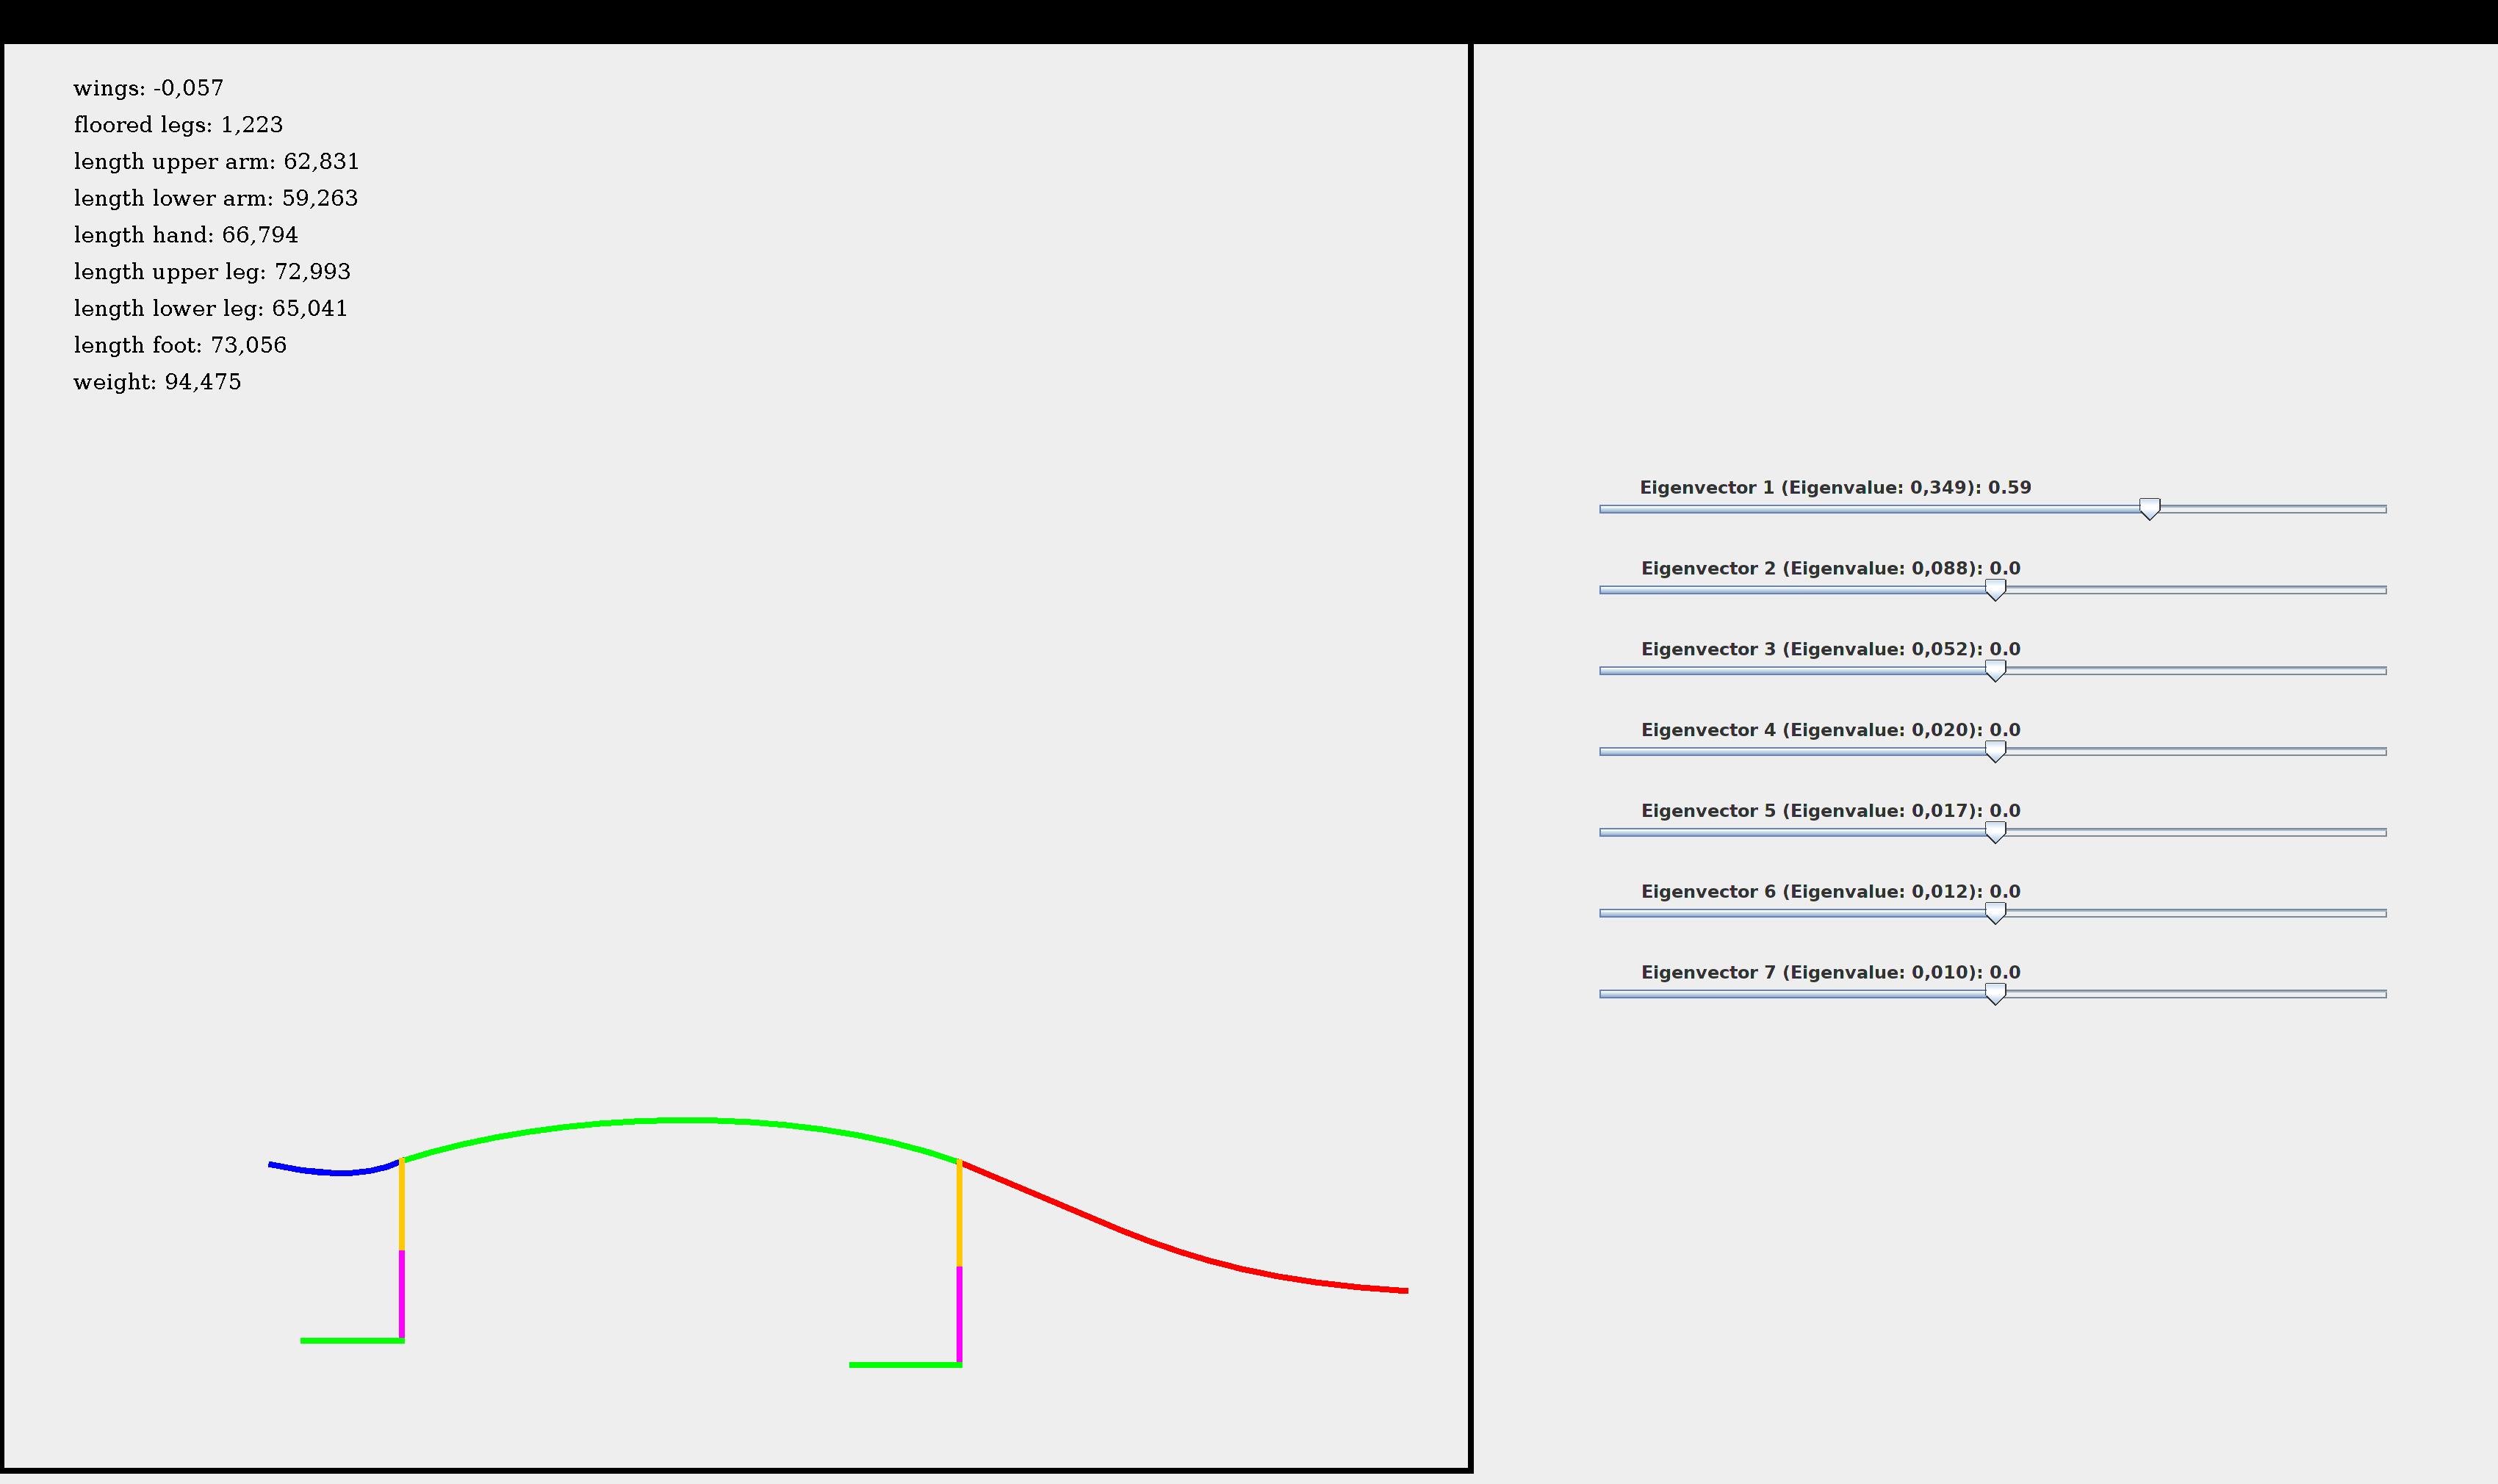 wings: -0,057
floored legs: 1,223
length upper arm: 62,831
length lower arm: 59,263
length hand: 66,794
length upper leg: 72,993
length lower leg: 65,041
length foot: 73,056
weight: 94,475
Eigenvector 1 (Eigenvalue: 0,349): 0.59
Eigenvector 2 (Eigenvalue: 0,088): 0.0
Eigenvector 3 (Eigenvalue: 0,052): 0.0
Eigenvector 4 (Eigenvalue: 0,020): 0.0
Eigenvector 5 (Eigenvalue: 0,017): 0.0
Eigenvector 6 (Eigenvalue: 0,012): 0.0
Eigenvector 7 (Eigenvalue: 0,010): 0.0